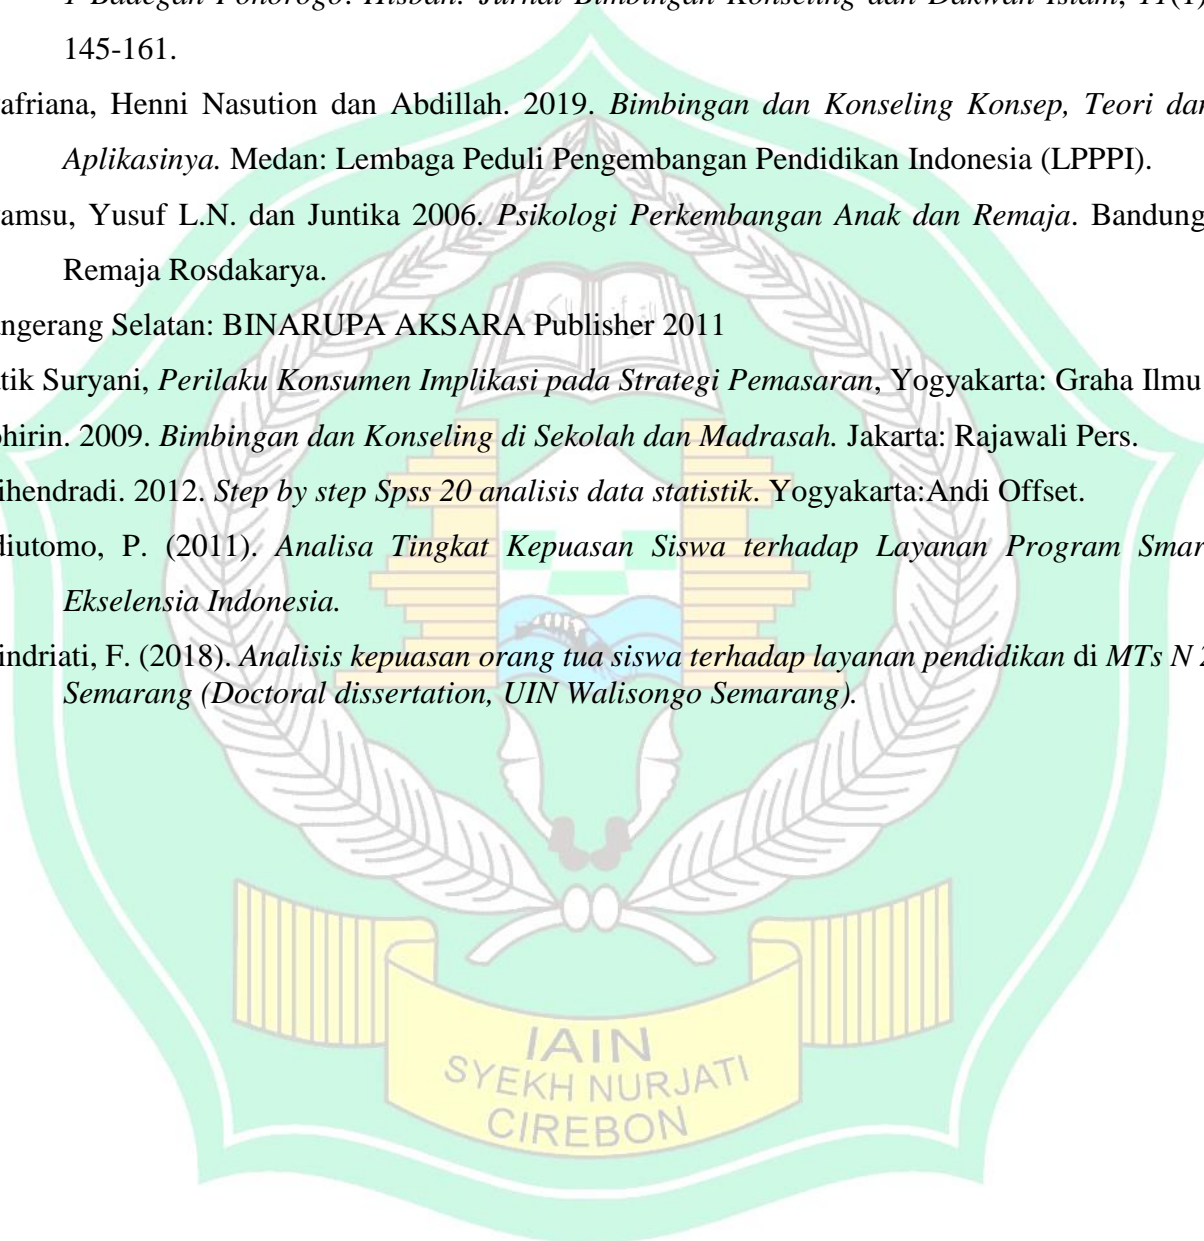 1 Badegan Ponorogo. Hisbah: Jurnal Bimbingan Konseling dan Dakwah Islam, 11(1)
145-161.
afriana, Henni Nasution dan Abdillah. 2019. Bimbingan dan Konseling Konsep, Teori dan
Aplikasinya. Medan: Lembaga Peduli Pengembangan Pendidikan Indonesia (LPPPI).
amsu, Yusuf L.N. dan Juntika 2006. Psikologi Perkembangan Anak dan Remaja. Bandung
Remaja Rosdakarya.
ngerang Selatan: BINARUPA AKSARA Publisher 2011
tik Suryani, Perilaku Konsumen Implikasi pada Strategi Pemasaran, Yogyakarta: Graha Ilmu
hirin. 2009. Bimbingan dan Konseling di Sekolah dan Madrasah. Jakarta: Rajawali Pers.
ihendradi. 2012. Step by step Spss 20 analisis data statistik. Yogyakarta:Andi Offset.
diutomo, P. (2011). Analisa Tingkat Kepuasan Siswa terhadap Layanan Program Smar
Ekselensia Indonesia.
indriati, F. (2018). Analisis kepuasan orang tua siswa terhadap layanan pendidikan di MTs N 2
Semarang (Doctoral dissertation, UIN Walisongo Semarang).
IAIN
SYEKH NURJATI
CIREBON